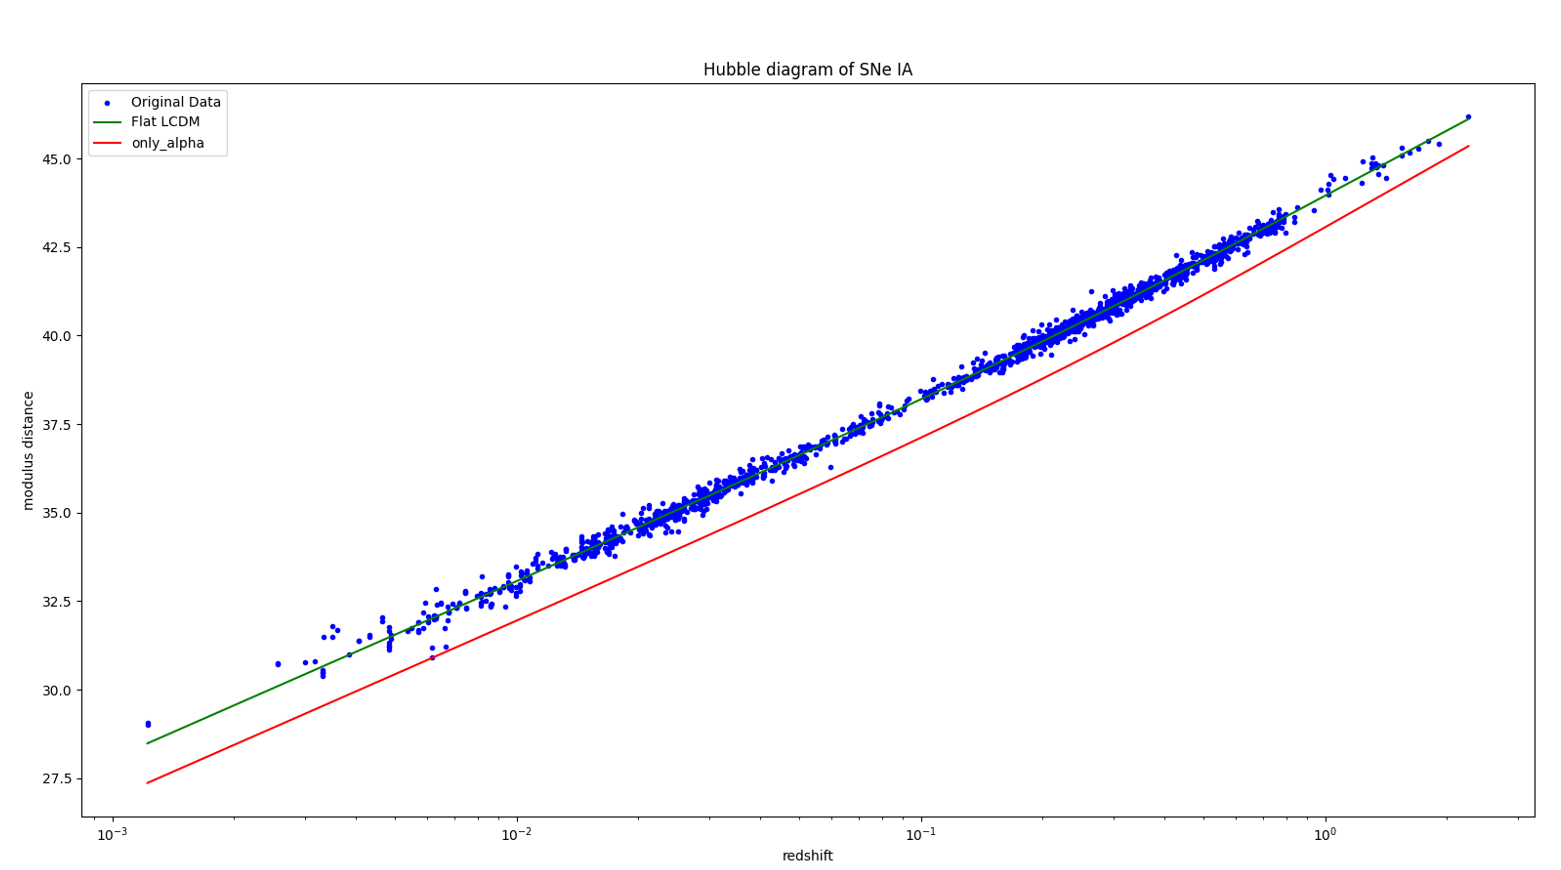 Hubble diagram of SNe IA
Original Data
Flat LCDM
only_alpha
45.0
42.5
40.0
37.5
35.0
32.5
30.0
27.5
modulus distance
10⁻³
10⁻²
10⁻¹
10⁰
redshift